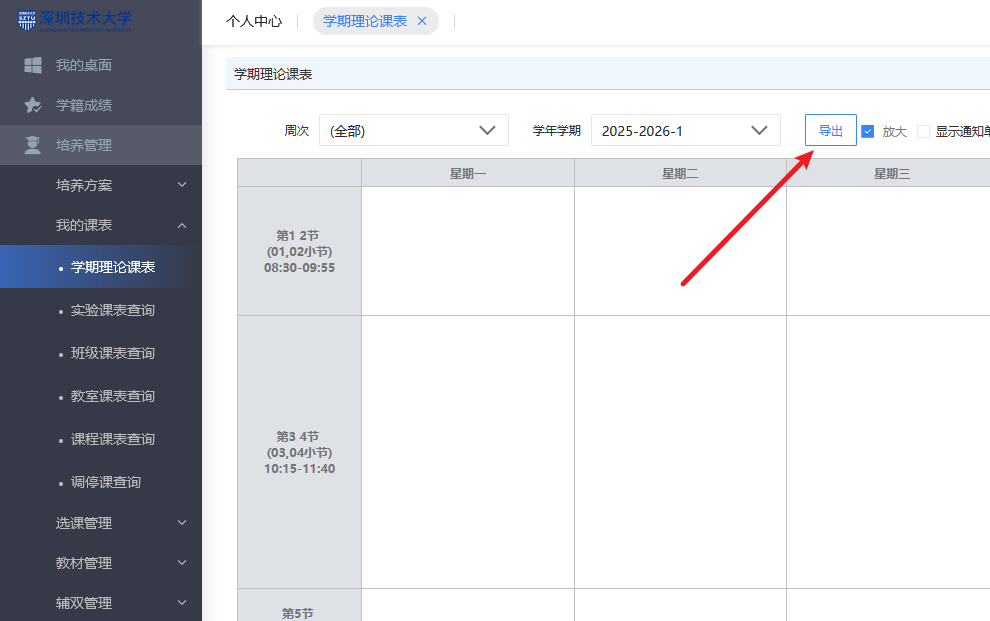 深圳技术大学
SHENZHEN TECHNOLOGY UNIVERSITY
SZTU
我的桌面
学籍成绩
培养管理
培养方案
我的课表
学期理论课表
实验课表查询
班级课表查询
教室课表查询
课程课表查询
调停课查询
选课管理
教材管理
辅双管理
个人中心
学期理论课表 ×
学期理论课表
周次 (全部) 学年学期 2025-2026-1 导出 放大 显示通知单
星期一 星期二 星期三
第1 2节
(01,02小节)
08:30-09:55
第3 4节
(03,04小节)
10:15-11:40
第5节